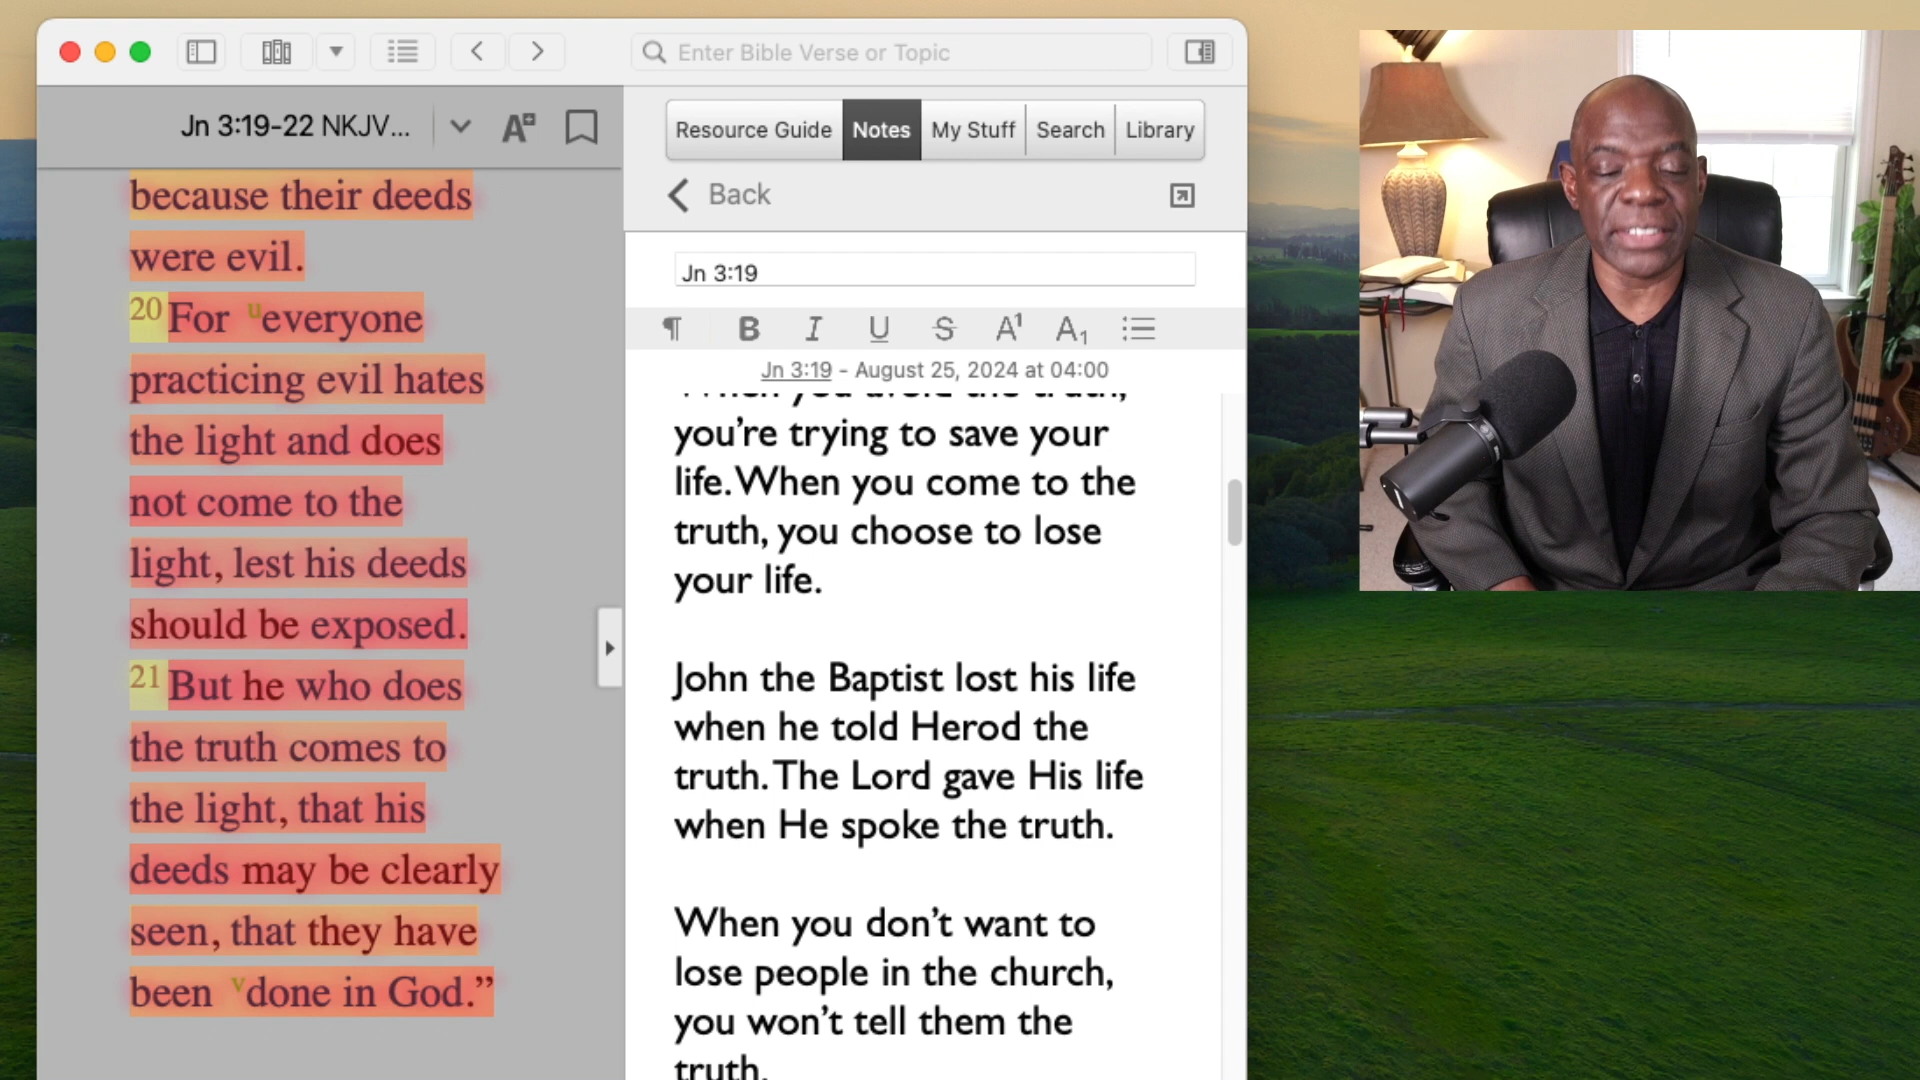 Enter Bible Verse or Topic
Jn 3:19-22 NKJV...
because their deeds
were evil.
20 For u everyone
practicing evil hates
the light and does
not come to the
light, lest his deeds
should be exposed.
21 But he who does
the truth comes to
the light, that his
deeds may be clearly
seen, that they have
been v done in God.”
Resource Guide Notes My Stuff Search Library
Back
Jn 3:19
Jn 3:19 - August 25, 2024 at 04:00
When you avoid the truth,
you’re trying to save your
life. When you come to the
truth, you choose to lose
your life.
John the Baptist lost his life
when he told Herod the
truth. The Lord gave His life
when He spoke the truth.
When you don’t want to
lose people in the church,
you won’t tell them the
truth.